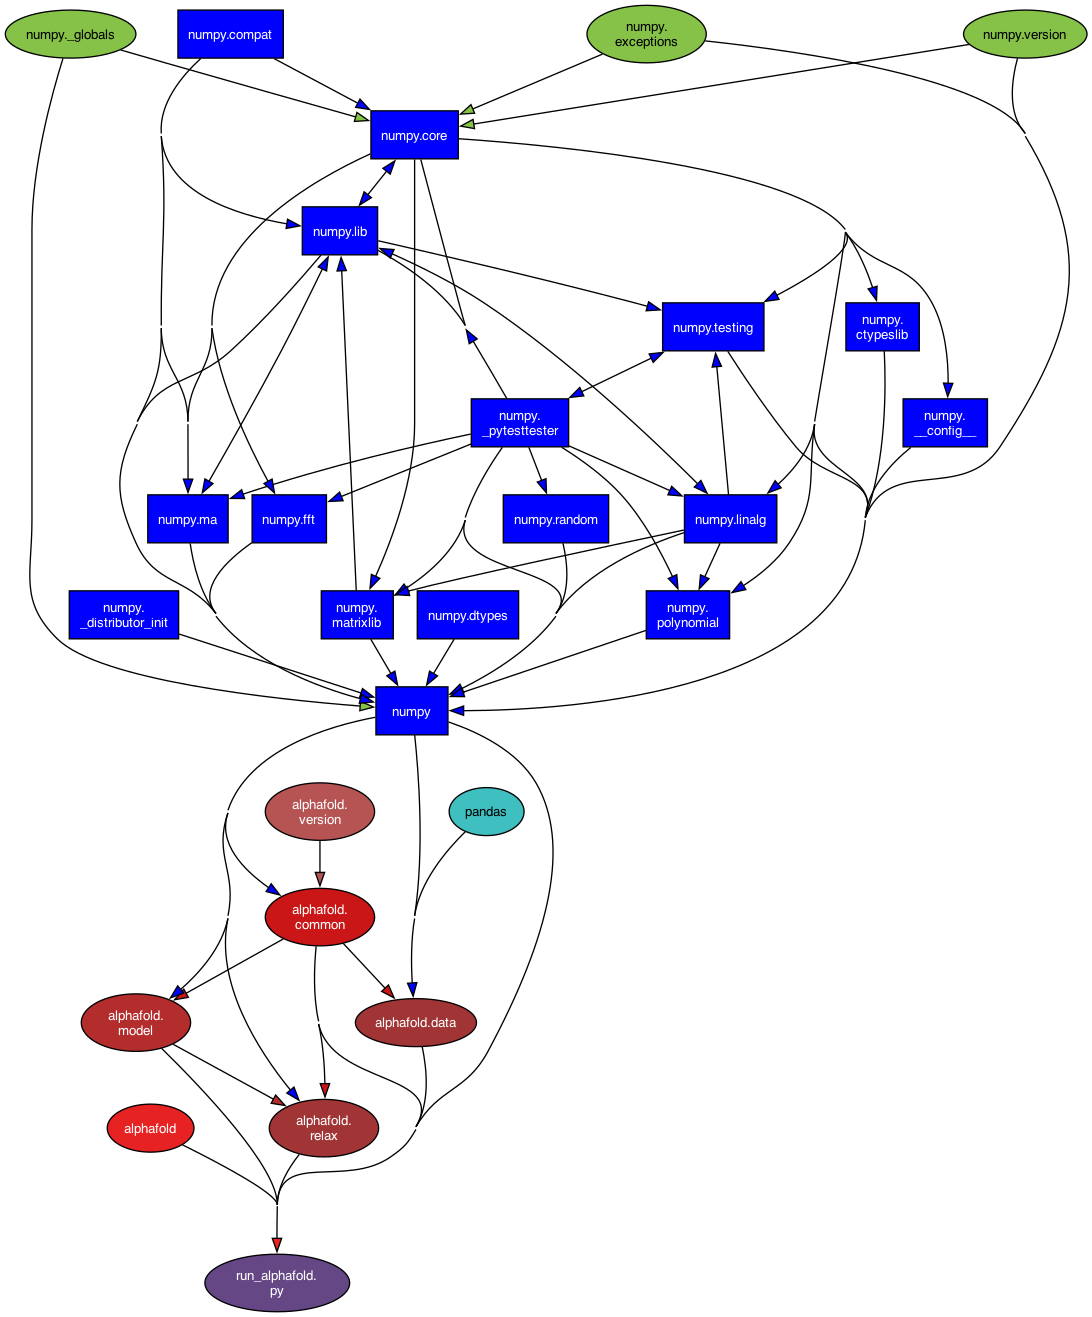 numpy._globals
numpy.compat
numpy.
exceptions
numpy.version
numpy.core
numpy.lib
numpy.testing
numpy.
ctypeslib
numpy.
_pytesttester
numpy.
__config__
numpy.ma
numpy.fft
numpy.random
numpy.linalg
numpy.
_distributor_init
numpy.
matrixlib
numpy.dtypes
numpy.
polynomial
numpy
alphafold.
version
pandas
alphafold.
common
alphafold.
model
alphafold.data
alphafold
alphafold.
relax
run_alphafold.
py